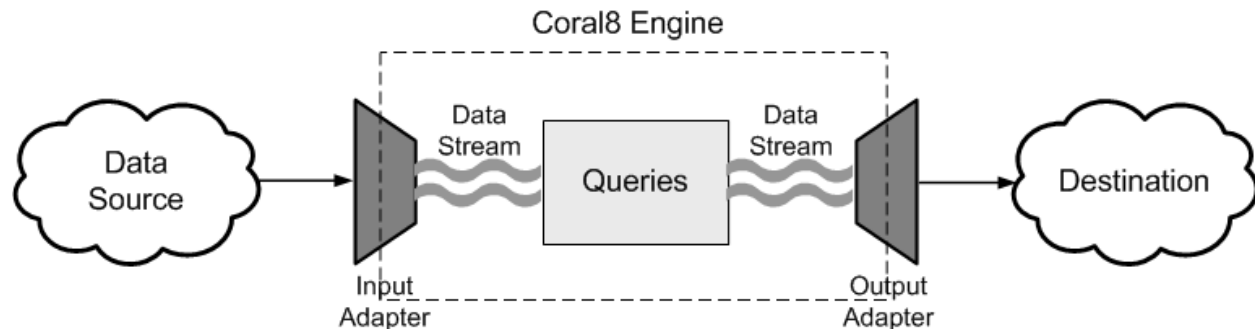 Coral8 Engine
Data
Source
Data
Stream
Queries
Data
Stream
Destination
Input
Adapter
Output
Adapter